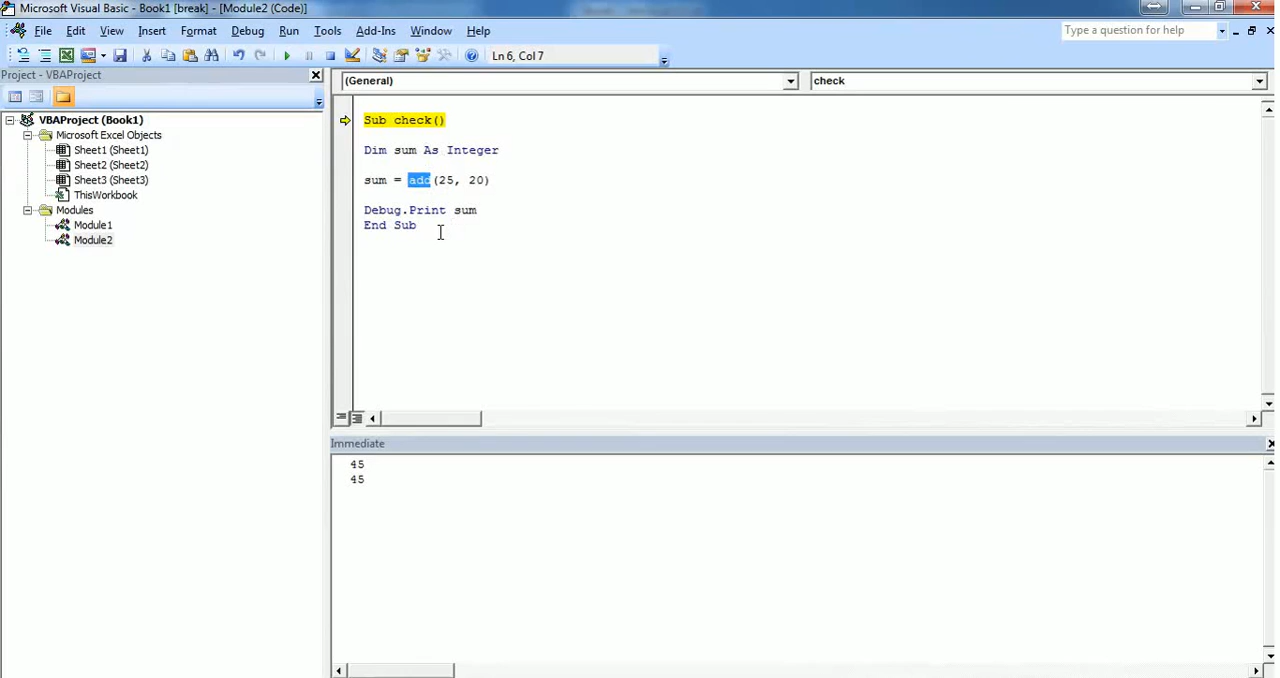 Microsoft Visual Basic - Book1 [break] - [Module2 (Code)]
File Edit View Insert Format Debug Run Tools Add-Ins Window Help
Type a question for help
Ln 6, Col 7
Project - VBAProject
(General)
check
VBAProject (Book1)
Microsoft Excel Objects
Sheet1 (Sheet1)
Sheet2 (Sheet2)
Sheet3 (Sheet3)
ThisWorkbook
Modules
Module1
Module2
Sub check()
Dim sum As Integer
sum = add(25, 20)
Debug.Print sum
End Sub
Immediate
45
45